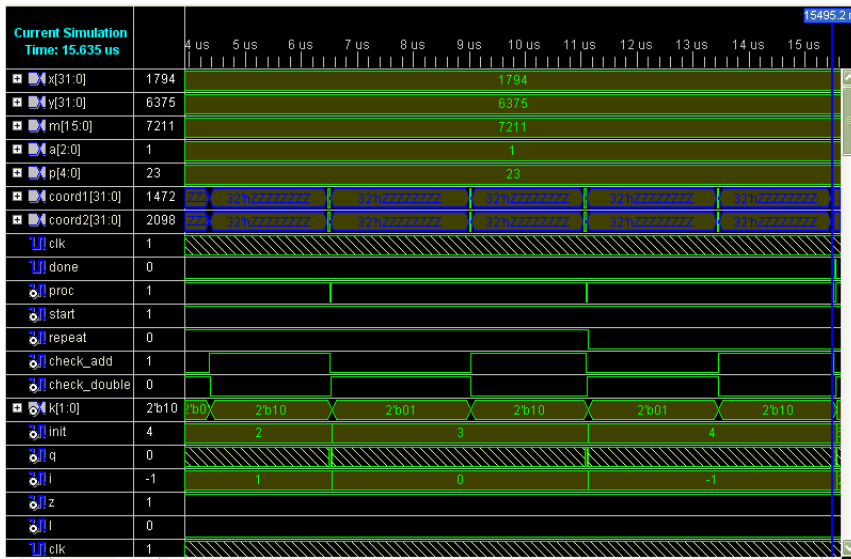 15495.2
Current Simulation
Time: 15.635 us
4 us 5 us 6 us 7 us 8 us 9 us 10 us 11 us 12 us 13 us 14 us 15 us
x[31:0] 1794 1794
y[31:0] 6375 6375
m[15:0] 7211 7211
a[2:0] 1 1
p[4:0] 23 23
coord1[31:0] 1472 ZZZ 32'hZZZZZZZZ 32'hZZZZZZZZ 32'hZZZZZZZZ 32'hZZZZZZZZ 32'hZZZZZZZZ
coord2[31:0] 2098 ZZZ 32'hZZZZZZZZ 32'hZZZZZZZZ 32'hZZZZZZZZ 32'hZZZZZZZZ 32'hZZZZZZZZ
clk 1
done 0
proc 1
start 1
repeat 0
check_add 1
check_double 0
k[1:0] 2'b10 2'b0 2'b10 2'b01 2'b10 2'b01 2'b10
init 4 2 3 4
q 0
i -1 1 0 -1
z 1
l 0
clk 1